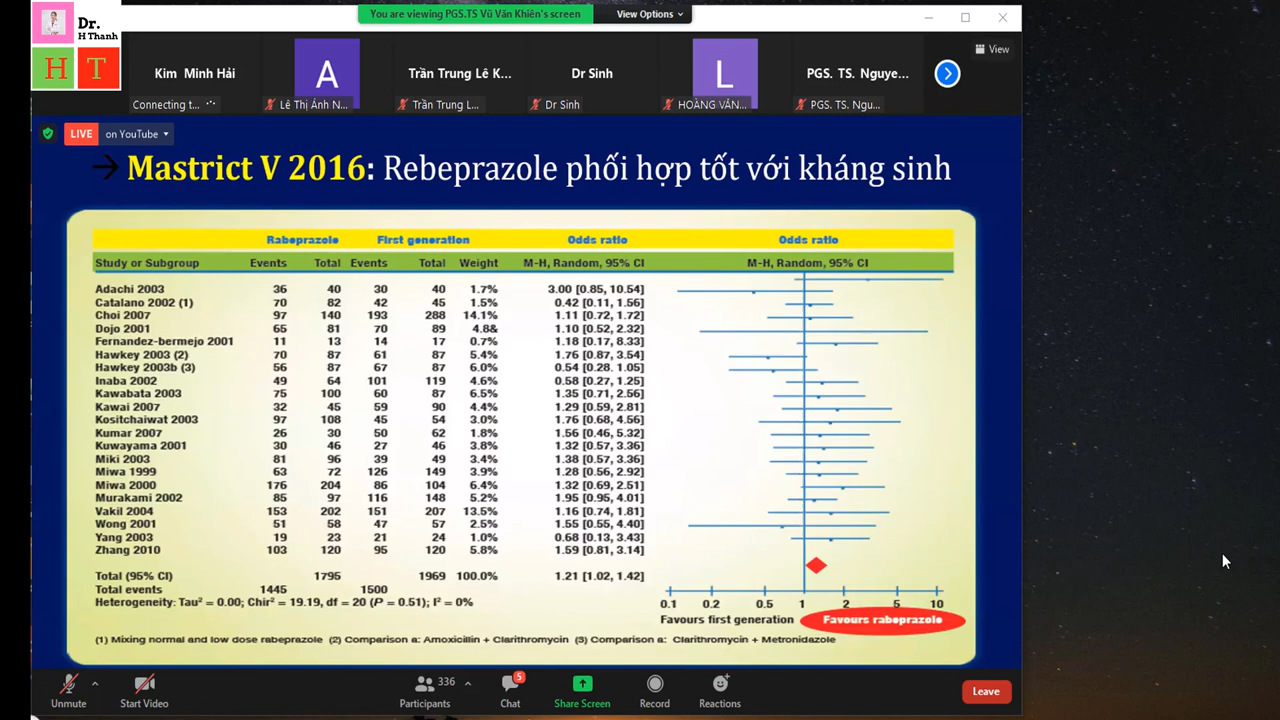 Dr.
H Thanh
H T
You are viewing PGS.TS Vũ Văn Khiên's screen
View Options
View
Kim Minh Hải
A
Trần Trung Lê K...
Dr Sinh
L
PGS. TS. Nguye...
Connecting t...
Lê Thị Ánh N...
Trần Trung L...
Dr Sinh
HOÀNG VĂN...
PGS. TS. Ngu...
LIVE on YouTube
→ Mastrict V 2016: Rebeprazole phối hợp tốt với kháng sinh
Rabeprazole First generation Odds ratio Odds ratio
Study or Subgroup Events Total Events Total Weight M-H, Random, 95% CI M-H, Random, 95% CI
Adachi 2003 36 40 30 40 1.7% 3.00 [0.85, 10.54]
Catalano 2002 (1) 70 82 42 45 1.5% 0.42 [0.11, 1.56]
Choi 2007 97 140 193 288 14.1% 1.11 [0.72, 1.72]
Dojo 2001 65 81 70 89 4.8& 1.10 [0.52, 2.32]
Fernandez-bermejo 2001 11 13 14 17 0.7% 1.18 [0.17, 8.33]
Hawkey 2003 (2) 70 87 61 87 5.4% 1.76 [0.87, 3.54]
Hawkey 2003b (3) 56 87 67 87 6.0% 0.54 [0.28. 1.05]
Inaba 2002 49 64 101 119 4.6% 0.58 [0.27, 1.25]
Kawabata 2003 75 100 60 87 6.5% 1.35 [0.71, 2.56]
Kawai 2007 32 45 59 90 4.4% 1.29 [0.59, 2.81]
Kositchaiwat 2003 97 108 45 54 3.0% 1.76 [0.68, 4.56]
Kumar 2007 26 30 50 62 1.8% 1.56 [0.46, 5.32]
Kuwayama 2001 30 46 27 46 3.8% 1.32 [0.57, 3.36]
Miki 2003 81 96 39 49 3.4% 1.38 [0.57, 3.36]
Miwa 1999 63 72 126 149 3.9% 1.28 [0.56, 2.92]
Miwa 2000 176 204 86 104 6.4% 1.32 [0.69, 2.51]
Murakami 2002 85 97 116 148 5.2% 1.95 [0.95, 4.01]
Vakil 2004 153 202 151 207 13.5% 1.16 [0.74, 1.81]
Wong 2001 51 58 47 57 2.5% 1.55 [0.55, 4.40]
Yang 2003 19 23 21 24 1.0% 0.68 [0.13, 3.43]
Zhang 2010 103 120 95 120 5.8% 1.59 [0.81, 3.14]
Total (95% CI) 1795 1969 100.0% 1.21 [1.02, 1.42]
Total events 1445 1500
Heterogeneity: Tau² = 0.00; Chir² = 19.19, df = 20 (P = 0.51); I² = 0%
0.1 0.2 0.5 1 2 5 10
Favours first generation Favours rabeprazole
(1) Mixing normal and low dose rabeprazole (2) Comparison a: Amoxicillin + Clarithromycin (3) Comparison a: Clarithromycin + Metronidazole
Unmute
Start Video
336
Participants
5
Chat
Share Screen
Record
Reactions
Leave